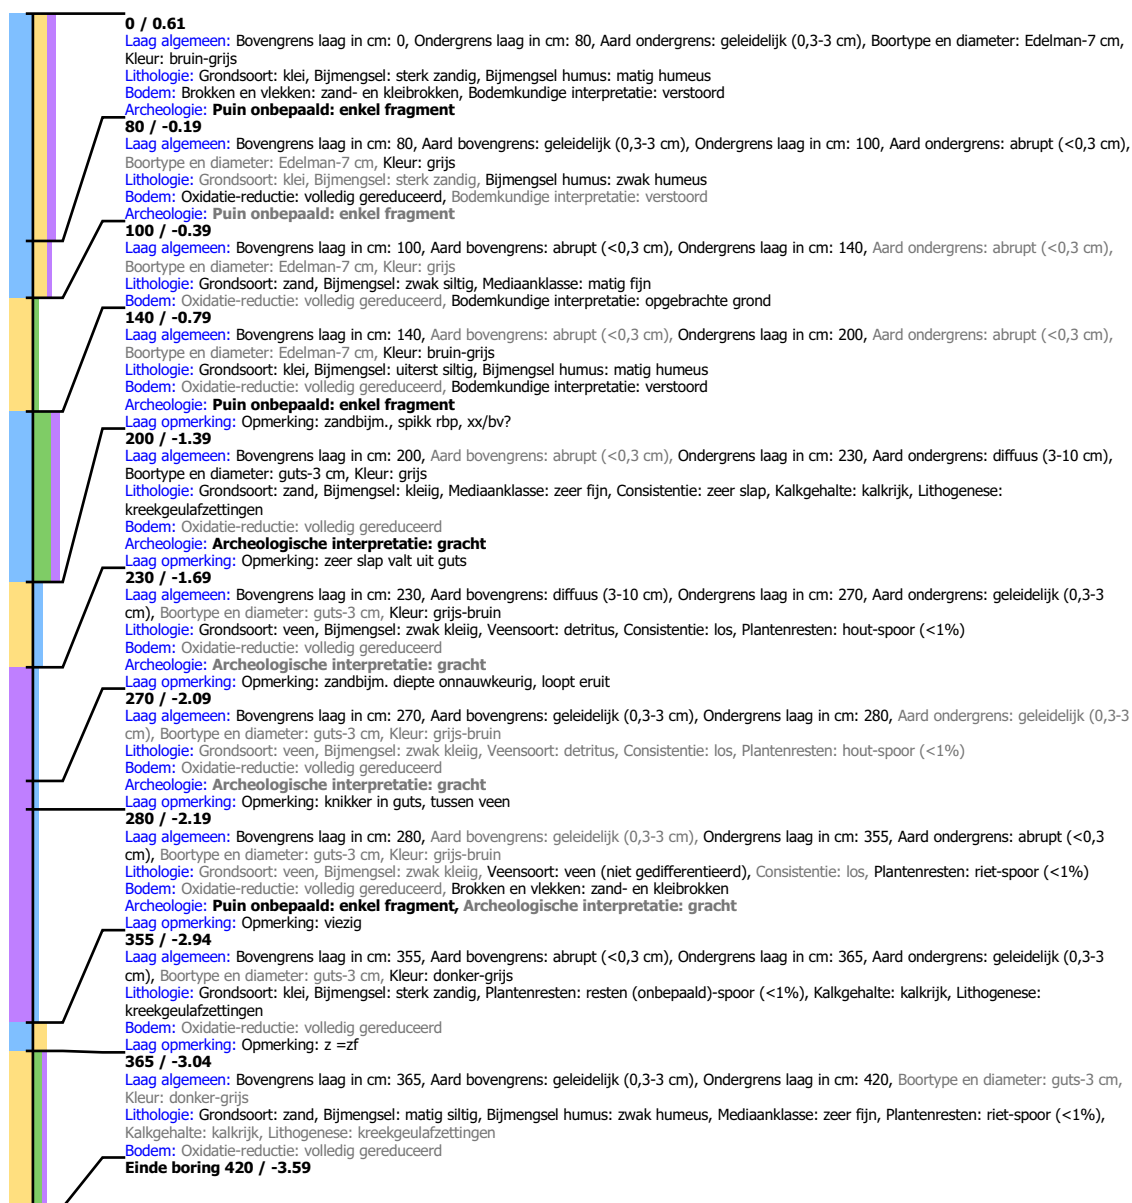 0 / 0.61
Laag algemeen: Bovengrens laag in cm: 0, Ondergrens laag in cm: 80, Aard ondergrens: geleidelijk (0,3-3 cm), Boortype en diameter: Edelman-7 cm,
Kleur: bruin-grijs
Lithologie: Grondsoort: klei, Bijmengsel: sterk zandig, Bijmengsel humus: matig humeus
Bodem: Brokken en vlekken: zand- en kleibrokken, Bodemkundige interpretatie: verstoord
Archeologie: Puin onbepaald: enkel fragment
80 / -0.19
Laag algemeen: Bovengrens laag in cm: 80, Aard bovengrens: geleidelijk (0,3-3 cm), Ondergrens laag in cm: 100, Aard ondergrens: abrupt (<0,3 cm),
Boortype en diameter: Edelman-7 cm, Kleur: grijs
Lithologie: Grondsoort: klei, Bijmengsel: sterk zandig, Bijmengsel humus: zwak humeus
Bodem: Oxidatie-reductie: volledig gereduceerd, Bodemkundige interpretatie: verstoord
Archeologie: Puin onbepaald: enkel fragment
100 / -0.39
Laag algemeen: Bovengrens laag in cm: 100, Aard bovengrens: abrupt (<0,3 cm), Ondergrens laag in cm: 140, Aard ondergrens: abrupt (<0,3 cm),
Boortype en diameter: Edelman-7 cm, Kleur: grijs
Lithologie: Grondsoort: zand, Bijmengsel: zwak siltig, Mediaanklasse: matig fijn
Bodem: Oxidatie-reductie: volledig gereduceerd, Bodemkundige interpretatie: opgebrachte grond
140 / -0.79
Laag algemeen: Bovengrens laag in cm: 140, Aard bovengrens: abrupt (<0,3 cm), Ondergrens laag in cm: 200, Aard ondergrens: abrupt (<0,3 cm),
Boortype en diameter: Edelman-7 cm, Kleur: bruin-grijs
Lithologie: Grondsoort: klei, Bijmengsel: uiterst siltig, Bijmengsel humus: matig humeus
Bodem: Oxidatie-reductie: volledig gereduceerd, Bodemkundige interpretatie: verstoord
Archeologie: Puin onbepaald: enkel fragment
Laag opmerking: Opmerking: zandbijm., spikk rbp, xx/bv?
200 / -1.39
Laag algemeen: Bovengrens laag in cm: 200, Aard bovengrens: abrupt (<0,3 cm), Ondergrens laag in cm: 230, Aard ondergrens: diffuus (3-10 cm),
Boortype en diameter: guts-3 cm, Kleur: grijs
Lithologie: Grondsoort: zand, Bijmengsel: kleiig, Mediaanklasse: zeer fijn, Consistentie: zeer slap, Kalkgehalte: kalkrijk, Lithogenese:
kreekgeulafzettingen
Bodem: Oxidatie-reductie: volledig gereduceerd
Archeologie: Archeologische interpretatie: gracht
Laag opmerking: Opmerking: zeer slap valt uit guts
230 / -1.69
Laag algemeen: Bovengrens laag in cm: 230, Aard bovengrens: diffuus (3-10 cm), Ondergrens laag in cm: 270, Aard ondergrens: geleidelijk (0,3-3
cm), Boortype en diameter: guts-3 cm, Kleur: grijs-bruin
Lithologie: Grondsoort: veen, Bijmengsel: zwak kleiig, Veensoort: detritus, Consistentie: los, Plantenresten: hout-spoor (<1%)
Bodem: Oxidatie-reductie: volledig gereduceerd
Archeologie: Archeologische interpretatie: gracht
Laag opmerking: Opmerking: zandbijm. diepte onnauwkeurig, loopt eruit
270 / -2.09
Laag algemeen: Bovengrens laag in cm: 270, Aard bovengrens: geleidelijk (0,3-3 cm), Ondergrens laag in cm: 280, Aard ondergrens: geleidelijk (0,3-3
cm), Boortype en diameter: guts-3 cm, Kleur: grijs-bruin
Lithologie: Grondsoort: veen, Bijmengsel: zwak kleiig, Veensoort: detritus, Consistentie: los, Plantenresten: hout-spoor (<1%)
Bodem: Oxidatie-reductie: volledig gereduceerd
Archeologie: Archeologische interpretatie: gracht
Laag opmerking: Opmerking: knikker in guts, tussen veen
280 / -2.19
Laag algemeen: Bovengrens laag in cm: 280, Aard bovengrens: geleidelijk (0,3-3 cm), Ondergrens laag in cm: 355, Aard ondergrens: abrupt (<0,3
cm), Boortype en diameter: guts-3 cm, Kleur: grijs-bruin
Lithologie: Grondsoort: veen, Bijmengsel: zwak kleiig, Veensoort: veen (niet gedifferentieerd), Consistentie: los, Plantenresten: riet-spoor (<1%)
Bodem: Oxidatie-reductie: volledig gereduceerd, Brokken en vlekken: zand- en kleibrokken
Archeologie: Puin onbepaald: enkel fragment, Archeologische interpretatie: gracht
Laag opmerking: Opmerking: viezig
355 / -2.94
Laag algemeen: Bovengrens laag in cm: 355, Aard bovengrens: abrupt (<0,3 cm), Ondergrens laag in cm: 365, Aard ondergrens: geleidelijk (0,3-3
cm), Boortype en diameter: guts-3 cm, Kleur: donker-grijs
Lithologie: Grondsoort: klei, Bijmengsel: sterk zandig, Plantenresten: resten (onbepaald)-spoor (<1%), Kalkgehalte: kalkrijk, Lithogenese:
kreekgeulafzettingen
Bodem: Oxidatie-reductie: volledig gereduceerd
Laag opmerking: Opmerking: z =zf
365 / -3.04
Laag algemeen: Bovengrens laag in cm: 365, Aard bovengrens: geleidelijk (0,3-3 cm), Ondergrens laag in cm: 420, Boortype en diameter: guts-3 cm,
Kleur: donker-grijs
Lithologie: Grondsoort: zand, Bijmengsel: matig siltig, Bijmengsel humus: zwak humeus, Mediaanklasse: zeer fijn, Plantenresten: riet-spoor (<1%),
Kalkgehalte: kalkrijk, Lithogenese: kreekgeulafzettingen
Bodem: Oxidatie-reductie: volledig gereduceerd
Einde boring 420 / -3.59